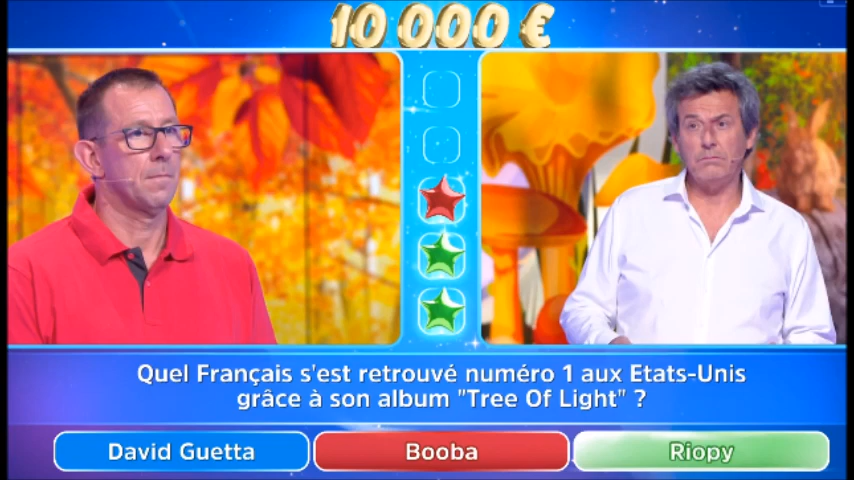 10 000 €
Quel Français s'est retrouvé numéro 1 aux Etats-Unis
grâce à son album "Tree Of Light" ?
David Guetta
Booba
Riopy